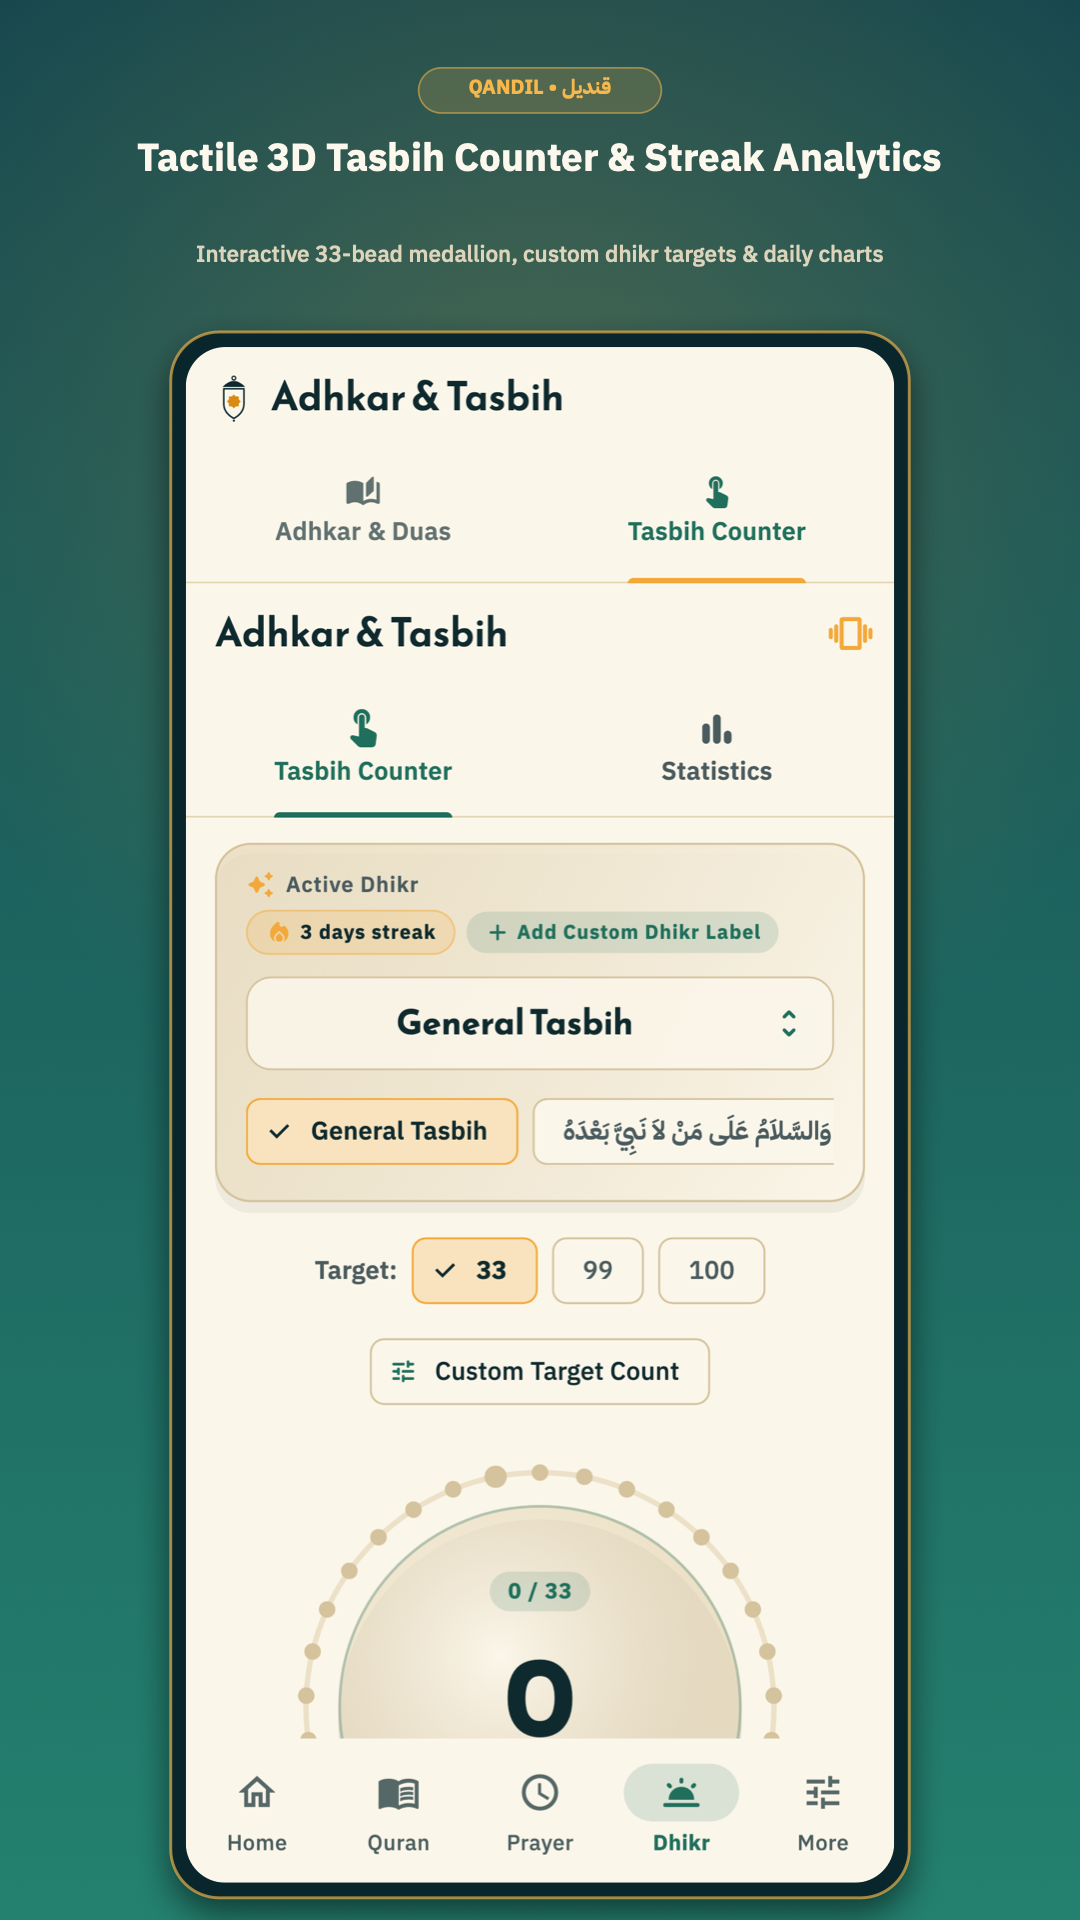 QANDIL • قنديل
Tactile 3D Tasbih Counter & Streak Analytics
Interactive 33-bead medallion, custom dhikr targets & daily charts
Adhkar & Tasbih
Adhkar & Duas
Tasbih Counter
Adhkar & Tasbih
Tasbih Counter
Statistics
Active Dhikr
3 days streak
+ Add Custom Dhikr Label
General Tasbih
General Tasbih
وَالسَّلاَمُ عَلَى مَنْ لاَ نَبِيَّ بَعْدَهُ
Target:
33
99
100
Custom Target Count
0 / 33
0
Home
Quran
Prayer
Dhikr
More